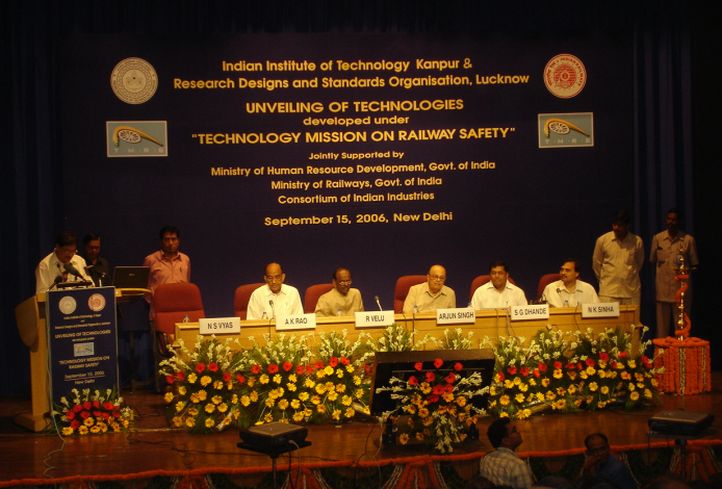 Indian Institute of Technology Kanpur &
Research Designs and Standards Organisation, Lucknow
UNVEILING OF TECHNOLOGIES
developed under
"TECHNOLOGY MISSION ON RAILWAY SAFETY"
Jointly Supported by
Ministry of Human Resource Development, Govt. of India
Ministry of Railways, Govt. of India
Consortium of Indian Industries
September 15, 2006, New Delhi
T M R S
T M R S
N S VYAS
A K RAO
R VELU
ARJUN SINGH
S G DHANDE
N K SINHA
UNVEILING OF TECHNOLOGIES
"TECHNOLOGY MISSION ON
RAILWAY SAFETY"
September 15, 2006
New Delhi